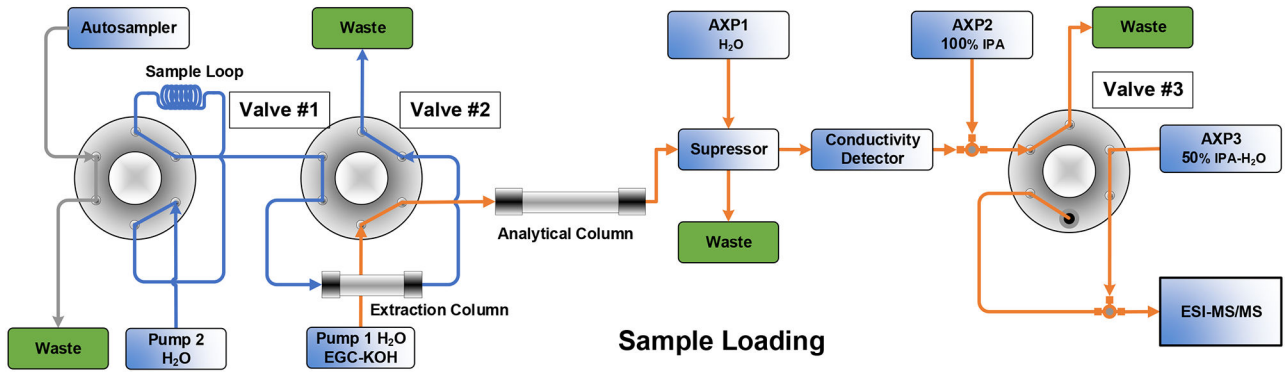 Autosampler
Waste
AXP1
H₂O
AXP2
100% IPA
Waste
Sample Loop
Valve #1
Valve #2
Valve #3
Supressor
Conductivity
Detector
AXP3
50% IPA-H₂O
Analytical Column
Waste
Extraction Column
ESI-MS/MS
Waste
Pump 2
H₂O
Pump 1 H₂O
EGC-KOH
Sample Loading